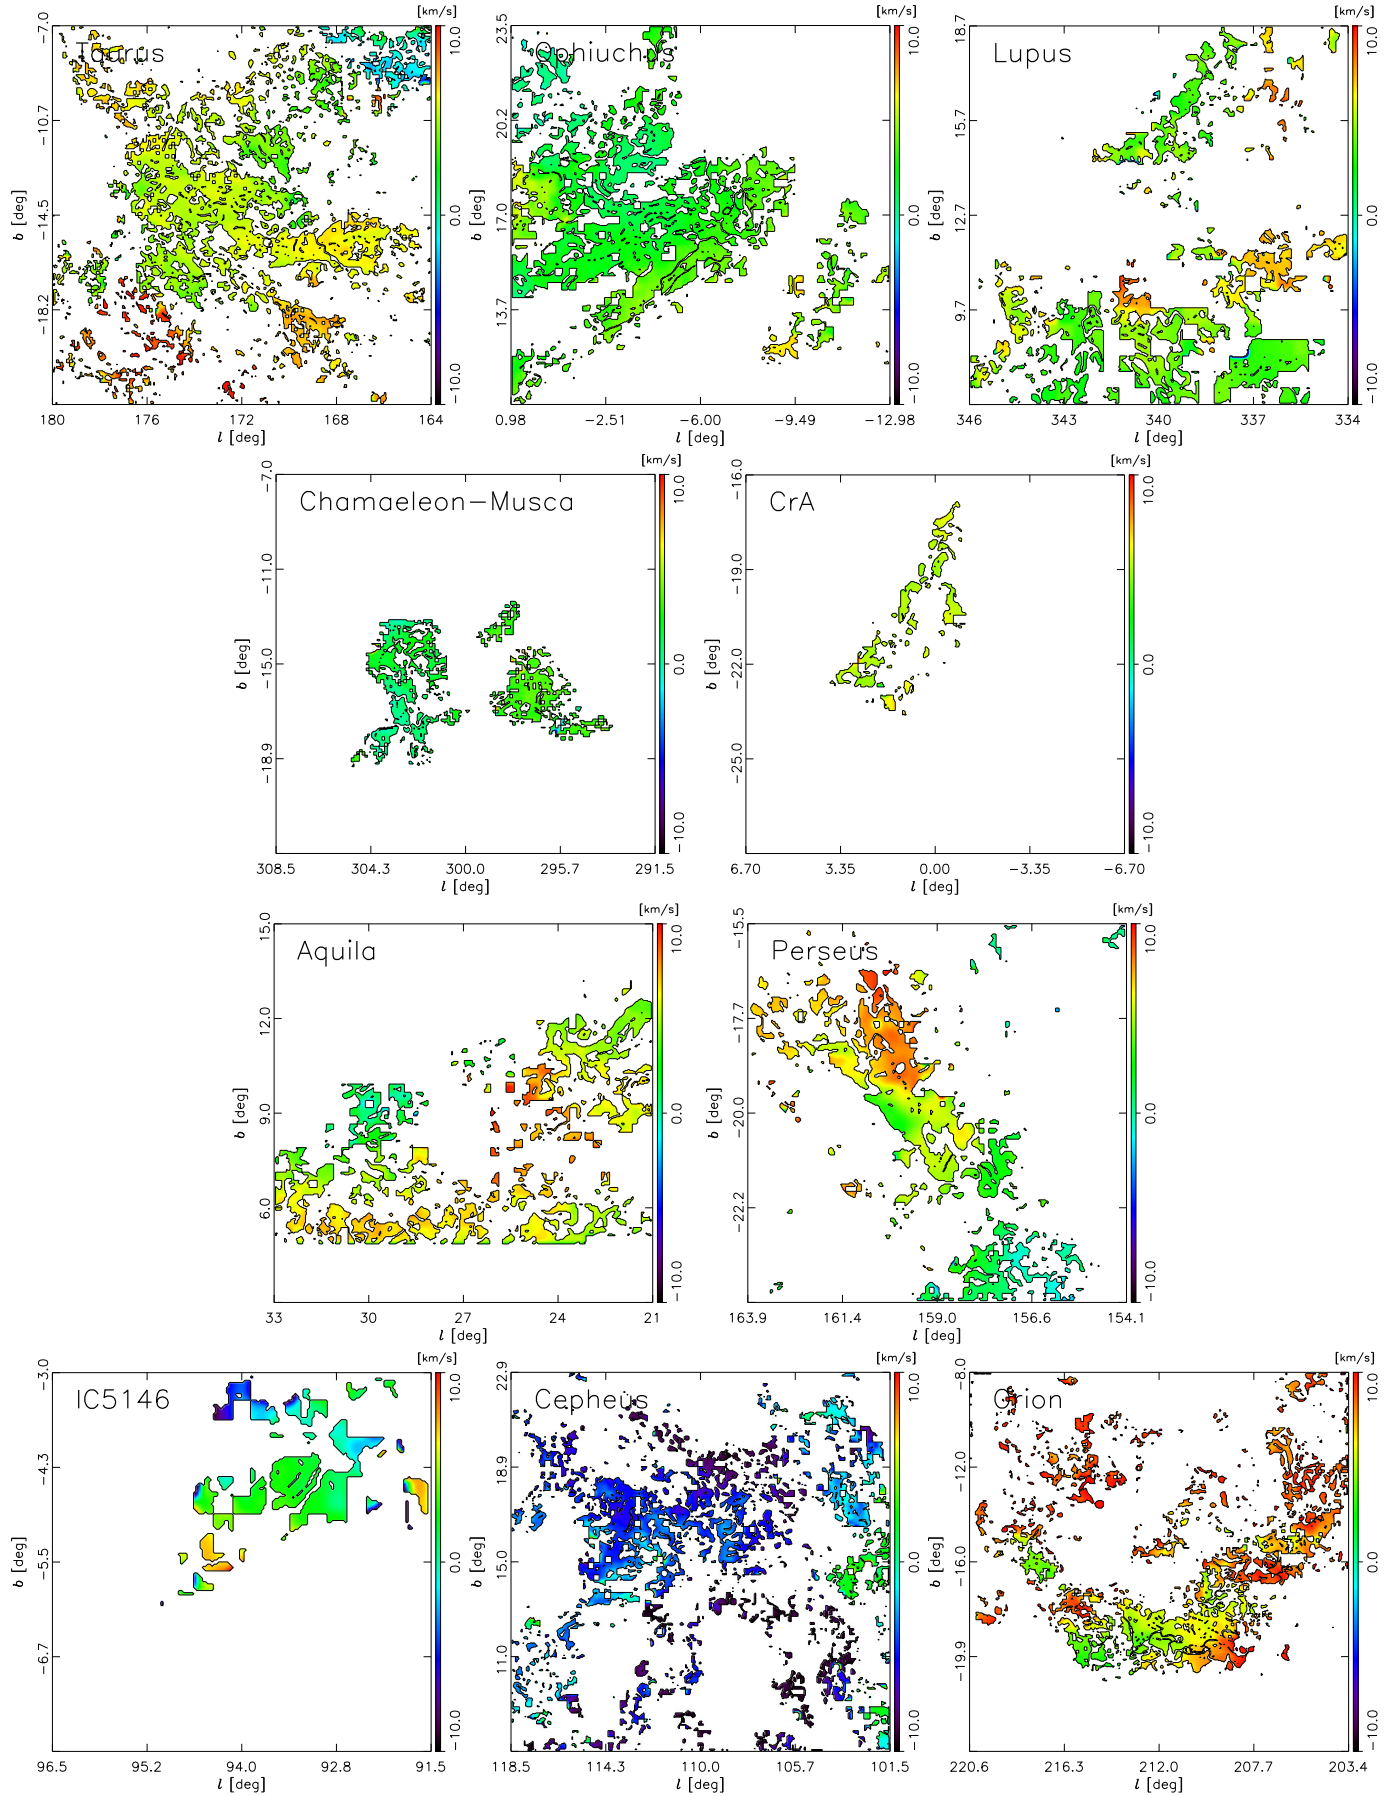 [km/s] [km/s] [km/s]
Taurus
-7.0
-10.7
-14.5
-18.2
b [deg]
180 176 172 168 164
l [deg]
10.0
0.0
-10.0
Ophiuchus
23.5
20.2
17.0
13.7
b [deg]
0.98 -2.51 -6.00 -9.49 -12.98
l [deg]
10.0
0.0
-10.0
Lupus
18.7
15.7
12.7
9.7
b [deg]
346 343 340 337 334
l [deg]
10.0
0.0
-10.0
[km/s] [km/s]
Chamaeleon-Musca
-7.0
-11.0
-15.0
-18.9
b [deg]
308.5 304.3 300.0 295.7 291.5
l [deg]
10.0
0.0
-10.0
CrA
-16.0
-19.0
-22.0
-25.0
b [deg]
6.70 3.35 0.00 -3.35 -6.70
l [deg]
10.0
0.0
-10.0
[km/s] [km/s]
Aquila
15.0
12.0
9.0
6.0
b [deg]
33 30 27 24 21
l [deg]
10.0
0.0
-10.0
Perseus
-15.5
-17.7
-20.0
-22.2
b [deg]
163.9 161.4 159.0 156.6 154.1
l [deg]
10.0
0.0
-10.0
[km/s] [km/s] [km/s]
IC5146
-3.0
-4.3
-5.5
-6.7
b [deg]
96.5 95.2 94.0 92.8 91.5
l [deg]
10.0
0.0
-10.0
Cepheus
22.9
18.9
15.0
11.0
b [deg]
118.5 114.3 110.0 105.7 101.5
l [deg]
10.0
0.0
-10.0
Orion
-8.0
-12.0
-16.0
-19.9
b [deg]
220.6 216.3 212.0 207.7 203.4
l [deg]
10.0
0.0
-10.0